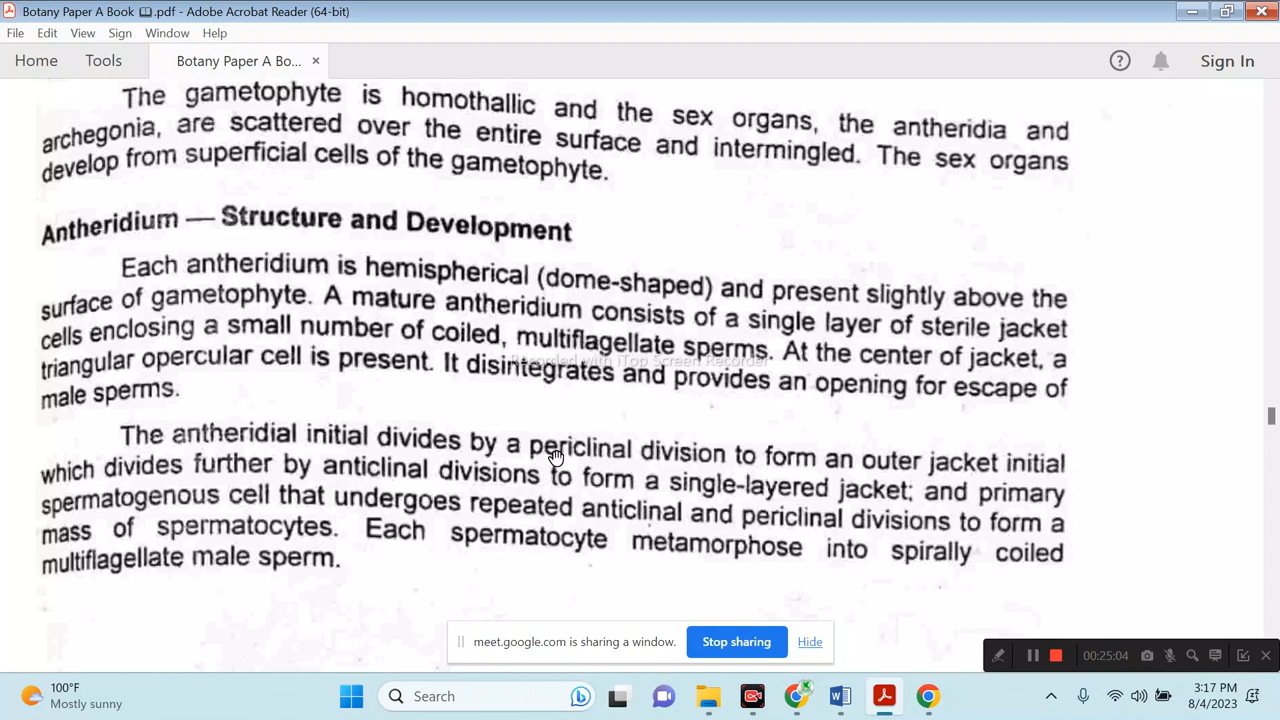 Botany Paper A Book .pdf - Adobe Acrobat Reader (64-bit)
File Edit View Sign Window Help
Home Tools Botany Paper A Bo... × Sign In
The gametophyte is homothallic and the sex organs, the antheridia and
archegonia, are scattered over the entire surface and intermingled. The sex organs
develop from superficial cells of the gametophyte.
Antheridium — Structure and Development
Each antheridium is hemispherical (dome-shaped) and present slightly above the
surface of gametophyte. A mature antheridium consists of a single layer of sterile jacket
cells enclosing a small number of coiled, multiflagellate sperms. At the center of jacket, a
triangular opercular cell is present. It disintegrates and provides an opening for escape of
male sperms.
Recorded with iTop Screen Recorder
The antheridial initial divides by a periclinal division to form an outer jacket initial
which divides further by anticlinal divisions to form a single-layered jacket; and primary
spermatogenous cell that undergoes repeated anticlinal and periclinal divisions to form a
mass of spermatocytes. Each spermatocyte metamorphose into spirally coiled
multiflagellate male sperm.
meet.google.com is sharing a window. Stop sharing Hide
00:25:04
100°F
Mostly sunny
Search
3:17 PM
8/4/2023